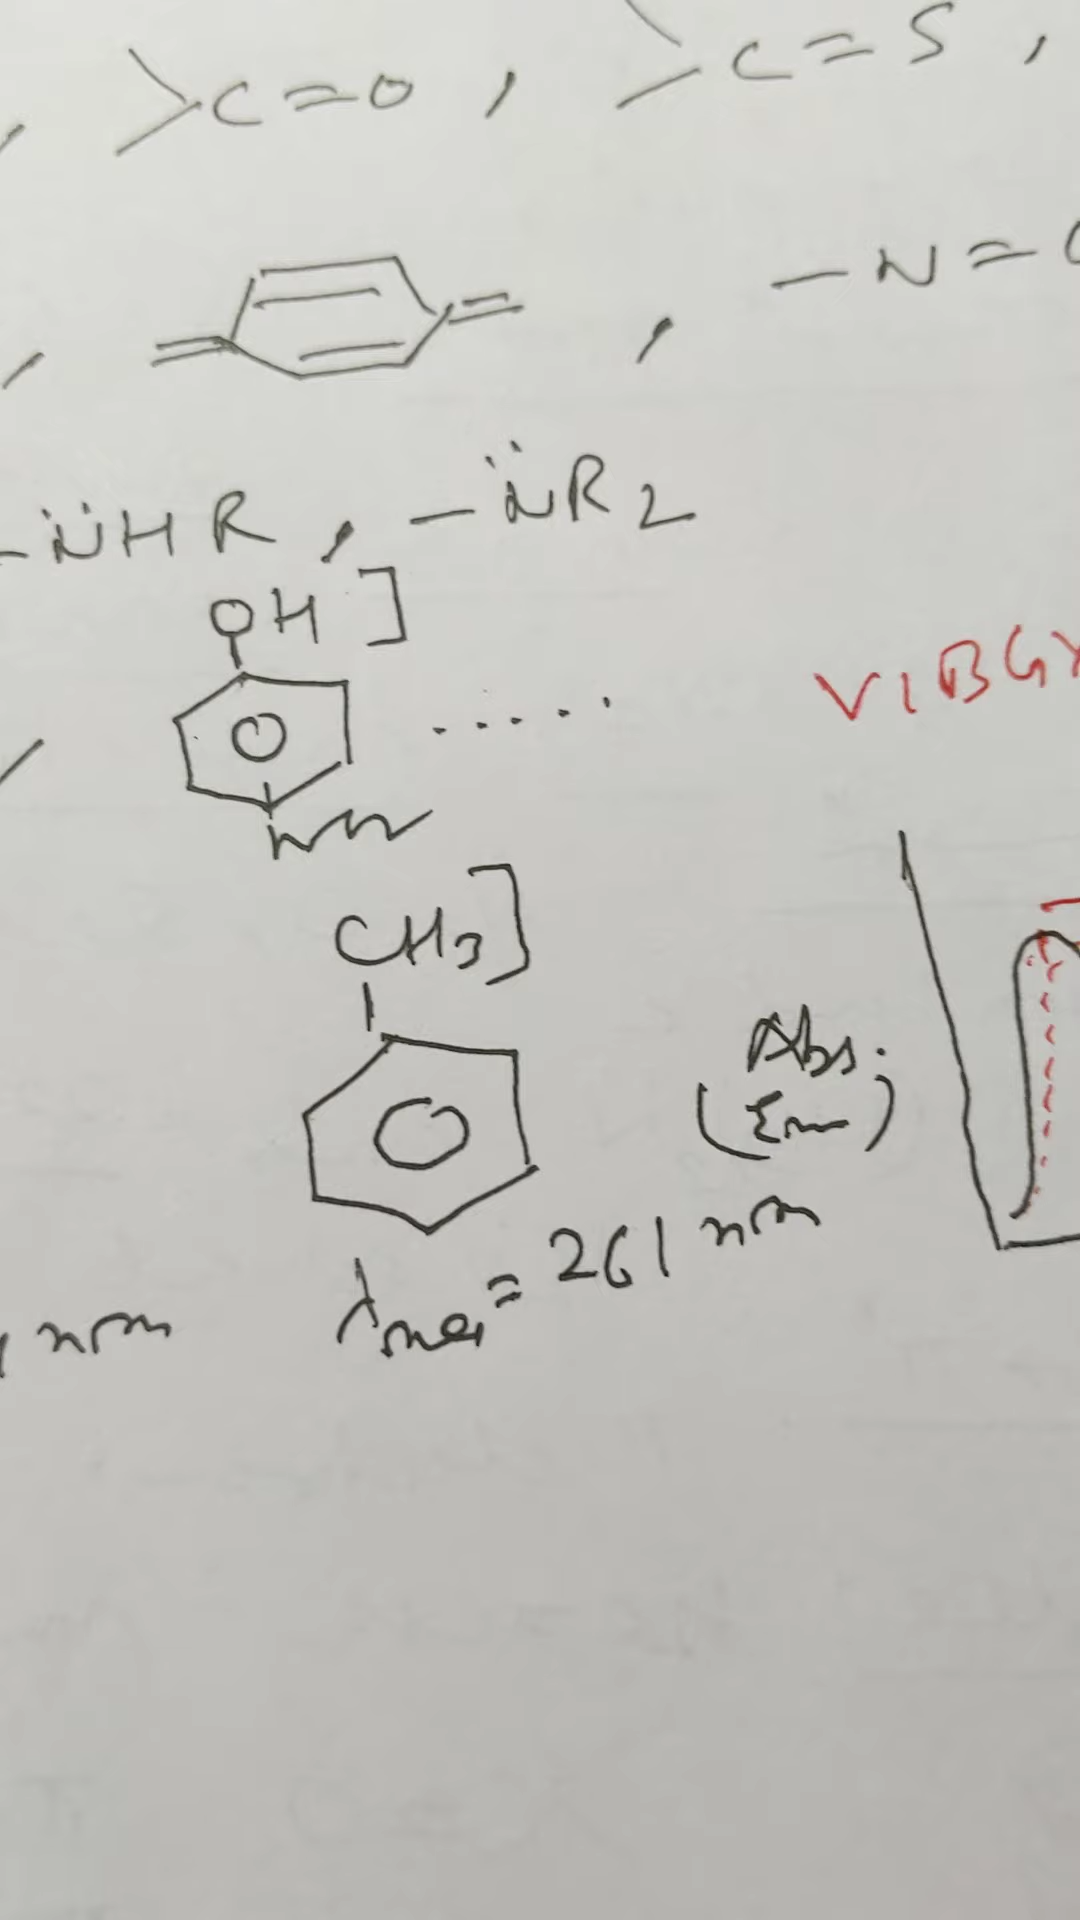 , >C=O, >C=S,
, , -N=
-N̈HR, -N̈R2
OH]
..... VIBGY
CH3]
Abs.
λmax = 261 nm
nm